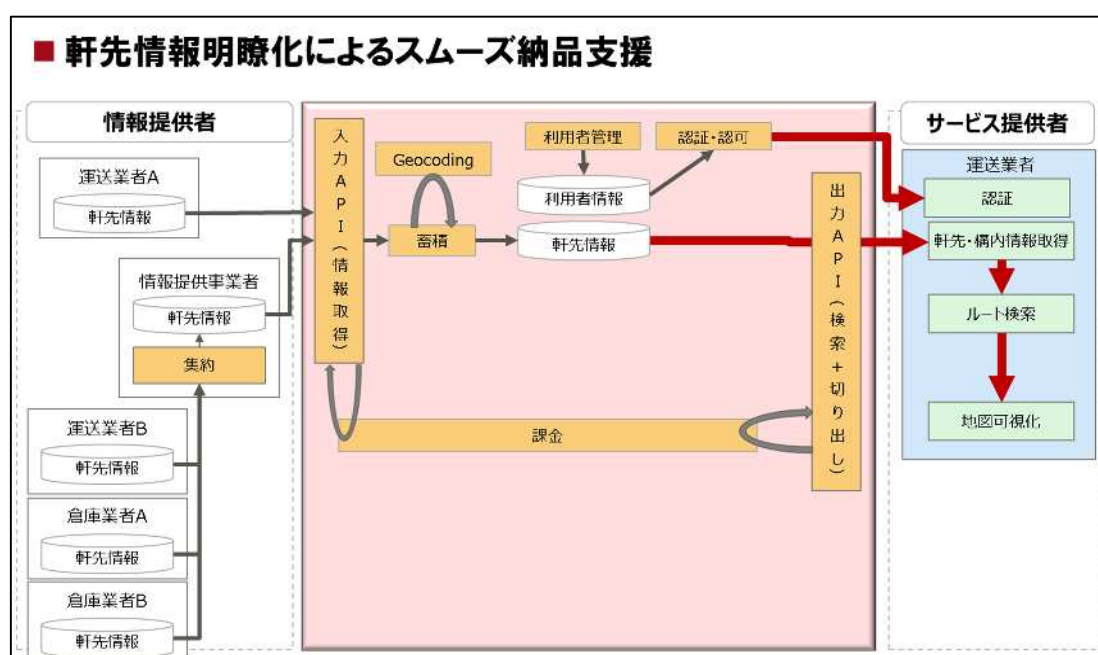 ■ 軒先情報明瞭化によるスムーズ納品支援
情報提供者
運送業者A
軒先情報
情報提供事業者
軒先情報
集約
運送業者B
軒先情報
倉庫業者A
軒先情報
倉庫業者B
軒先情報
入力API(情報取得)
Geocoding
蓄積
利用者管理
認証・認可
利用者情報
軒先情報
課金
出力API(検索+切り出し)
サービス提供者
運送業者
認証
軒先・構内情報取得
ルート検索
地図可視化